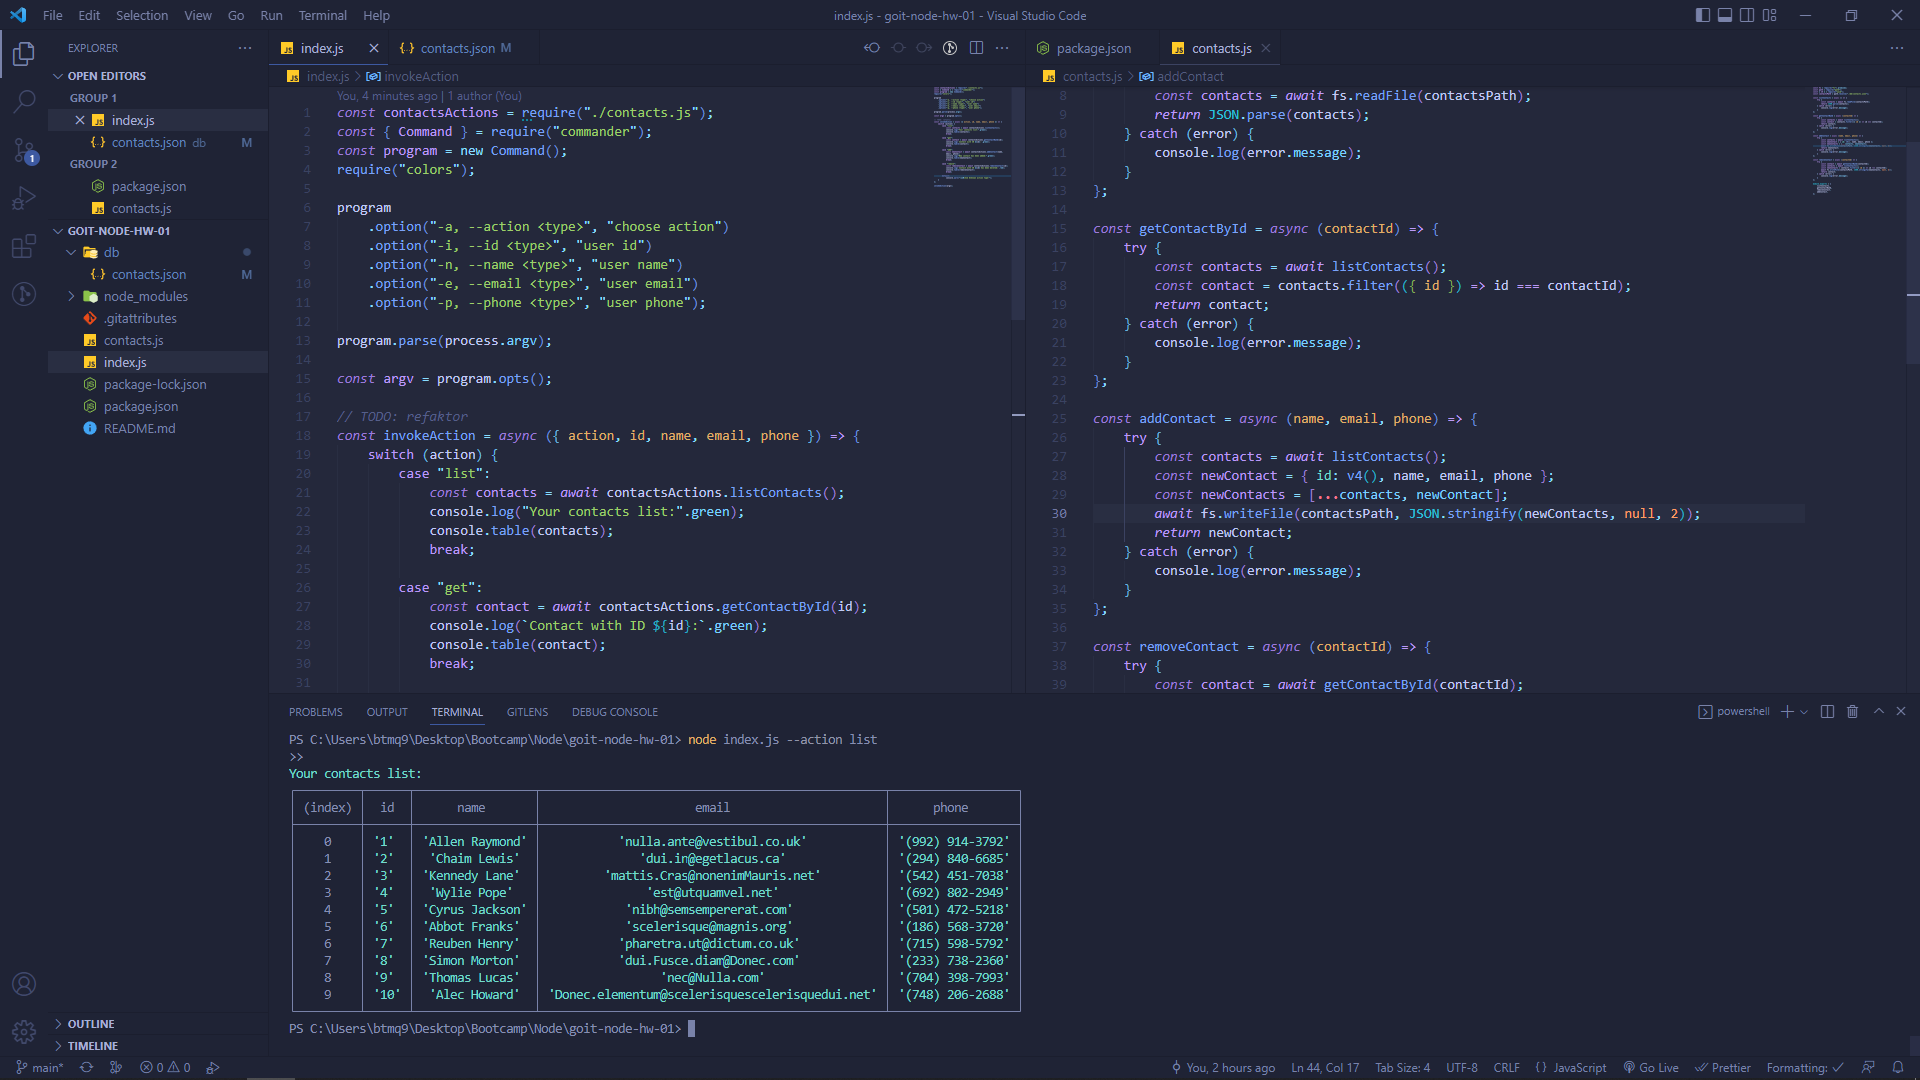 File Edit Selection View Go Run Terminal Help
index.js - goit-node-hw-01 - Visual Studio Code
EXPLORER
OPEN EDITORS
GROUP 1
index.js
contacts.json db M
GROUP 2
package.json
contacts.js
GOIT-NODE-HW-01
db
contacts.json M
node_modules
.gitattributes
contacts.js
index.js
package-lock.json
package.json
README.md
OUTLINE
TIMELINE
1
index.js
contacts.json M
index.js > invokeAction
You, 4 minutes ago | 1 author (You)
1 const contactsActions = require("./contacts.js");
2 const { Command } = require("commander");
3 const program = new Command();
4 require("colors");
5
6 program
7 .option("-a, --action <type>", "choose action")
8 .option("-i, --id <type>", "user id")
9 .option("-n, --name <type>", "user name")
10 .option("-e, --email <type>", "user email")
11 .option("-p, --phone <type>", "user phone");
12
13 program.parse(process.argv);
14
15 const argv = program.opts();
16
17 // TODO: refaktor
18 const invokeAction = async ({ action, id, name, email, phone }) => {
19 switch (action) {
20 case "list":
21 const contacts = await contactsActions.listContacts();
22 console.log("Your contacts list:".green);
23 console.table(contacts);
24 break;
25
26 case "get":
27 const contact = await contactsActions.getContactById(id);
28 console.log(`Contact with ID ${id}:`.green);
29 console.table(contact);
30 break;
31
package.json
contacts.js
contacts.js > addContact
8 const contacts = await fs.readFile(contactsPath);
9 return JSON.parse(contacts);
10 } catch (error) {
11 console.log(error.message);
12 }
13 };
14
15 const getContactById = async (contactId) => {
16 try {
17 const contacts = await listContacts();
18 const contact = contacts.filter(({ id }) => id === contactId);
19 return contact;
20 } catch (error) {
21 console.log(error.message);
22 }
23 };
24
25 const addContact = async (name, email, phone) => {
26 try {
27 const contacts = await listContacts();
28 const newContact = { id: v4(), name, email, phone };
29 const newContacts = [...contacts, newContact];
30 await fs.writeFile(contactsPath, JSON.stringify(newContacts, null, 2));
31 return newContact;
32 } catch (error) {
33 console.log(error.message);
34 }
35 };
36
37 const removeContact = async (contactId) => {
38 try {
39 const contact = await getContactById(contactId);
PROBLEMS OUTPUT TERMINAL GITLENS DEBUG CONSOLE
powershell
PS C:\Users\btmq9\Desktop\Bootcamp\Node\goit-node-hw-01> node index.js --action list
>>
Your contacts list:
(index) id name email phone
0 '1' 'Allen Raymond' 'nulla.ante@vestibul.co.uk' '(992) 914-3792'
1 '2' 'Chaim Lewis' 'dui.in@egetlacus.ca' '(294) 840-6685'
2 '3' 'Kennedy Lane' 'mattis.Cras@nonenimMauris.net' '(542) 451-7038'
3 '4' 'Wylie Pope' 'est@utquamvel.net' '(692) 802-2949'
4 '5' 'Cyrus Jackson' 'nibh@semsempererat.com' '(501) 472-5218'
5 '6' 'Abbot Franks' 'scelerisque@magnis.org' '(186) 568-3720'
6 '7' 'Reuben Henry' 'pharetra.ut@dictum.co.uk' '(715) 598-5792'
7 '8' 'Simon Morton' 'dui.Fusce.diam@Donec.com' '(233) 738-2360'
8 '9' 'Thomas Lucas' 'nec@Nulla.com' '(704) 398-7993'
9 '10' 'Alec Howard' 'Donec.elementum@scelerisquescelerisquedui.net' '(748) 206-2688'
PS C:\Users\btmq9\Desktop\Bootcamp\Node\goit-node-hw-01>
main* 0 0
You, 2 hours ago Ln 44, Col 17 Tab Size: 4 UTF-8 CRLF {} JavaScript Go Live Prettier Formatting: ✓